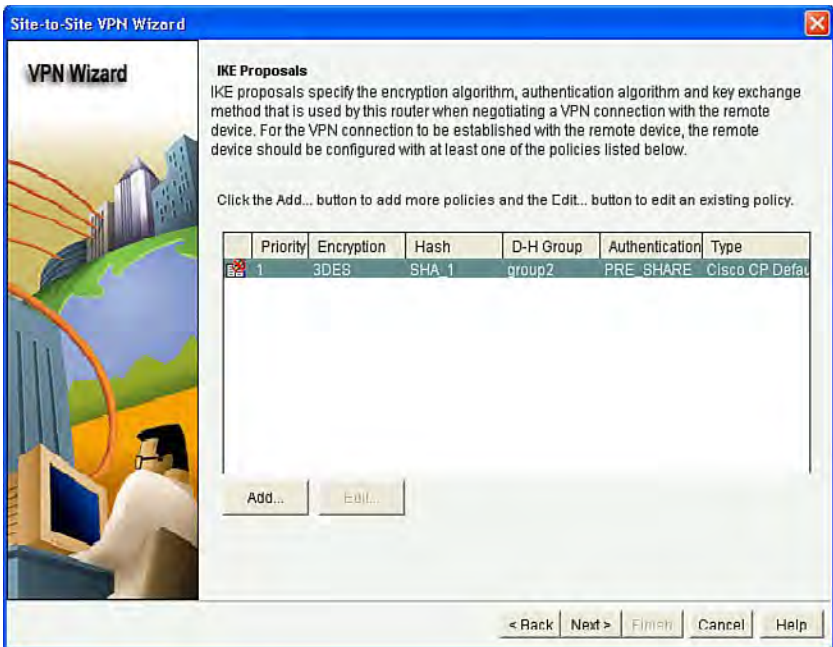 Site-to-Site VPN Wizard
VPN Wizard
IKE Proposals
IKE proposals specify the encryption algorithm, authentication algorithm and key exchange
method that is used by this router when negotiating a VPN connection with the remote
device. For the VPN connection to be established with the remote device, the remote
device should be configured with at least one of the policies listed below.
Click the Add... button to add more policies and the Edit... button to edit an existing policy.
Priority Encryption Hash D-H Group Authentication Type
1 3DES SHA_1 group2 PRE_SHARE Cisco CP Defau
Add... Edit...
< Back Next > Finish Cancel Help